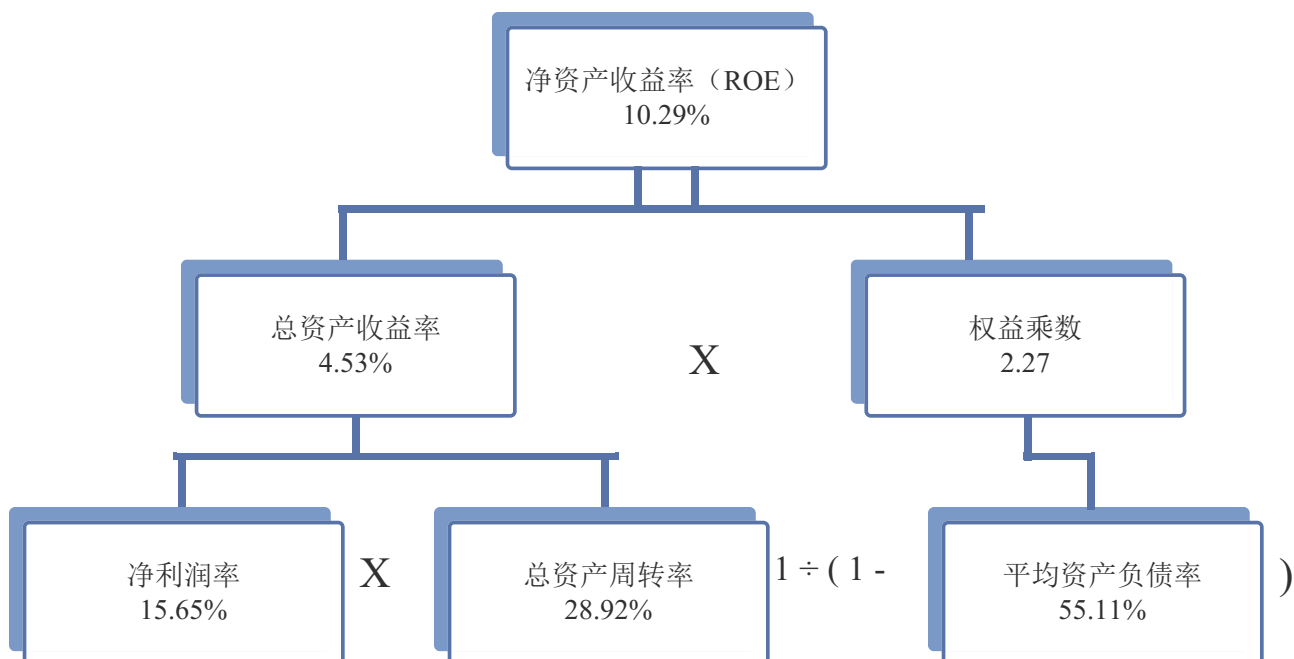 净资产收益率（ROE）
10.29%
总资产收益率
4.53%
X
权益乘数
2.27
净利润率
15.65%
X
总资产周转率
28.92%
1 ÷ ( 1 -
平均资产负债率
55.11%
)